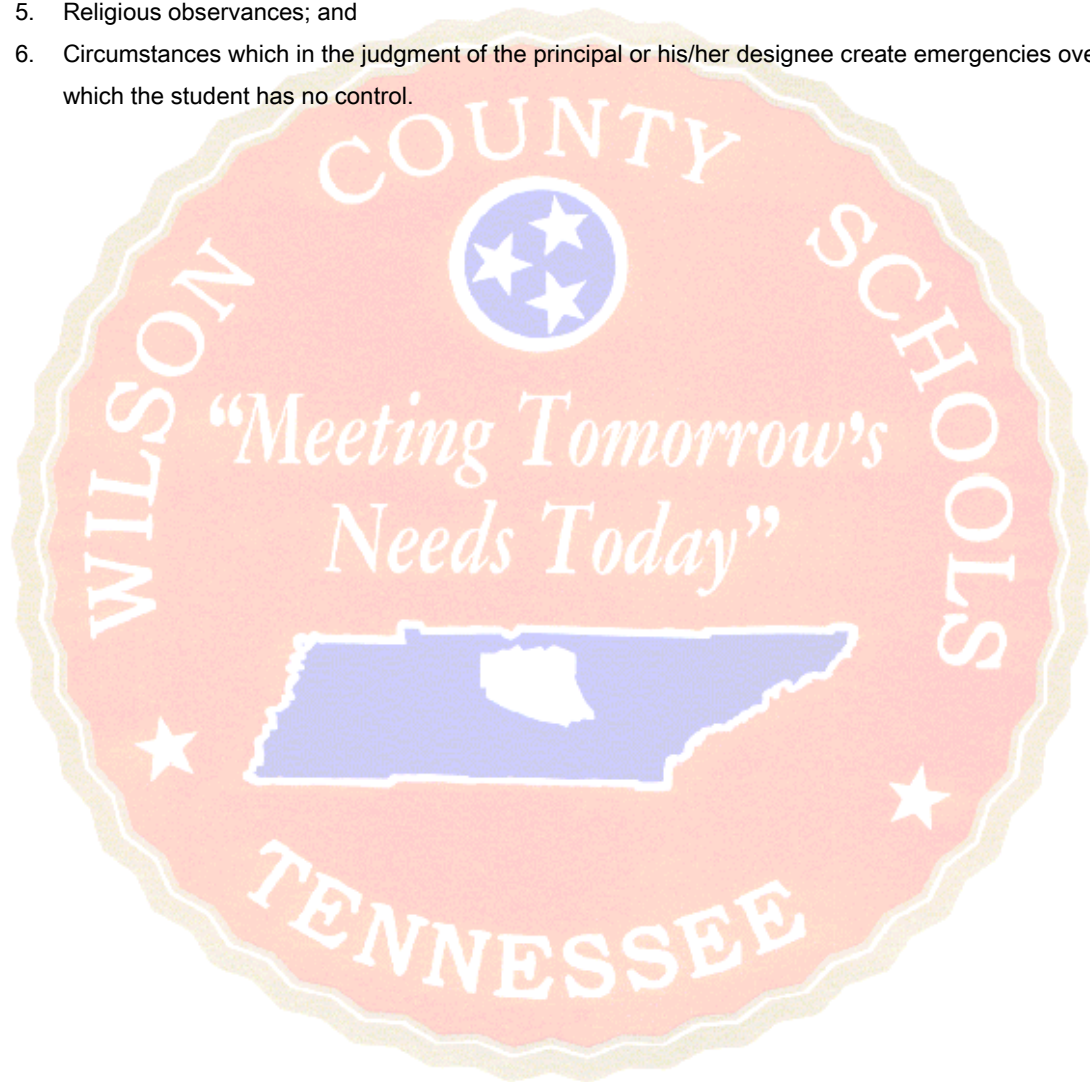 5. Religious observances; and
6. Circumstances which in the judgment of the principal or his/her designee create emergencies ove
which the student has no control.
WILSON COUNTY SCHOOLS
“Meeting Tomorrow's
Needs Today”
TENNESSEE